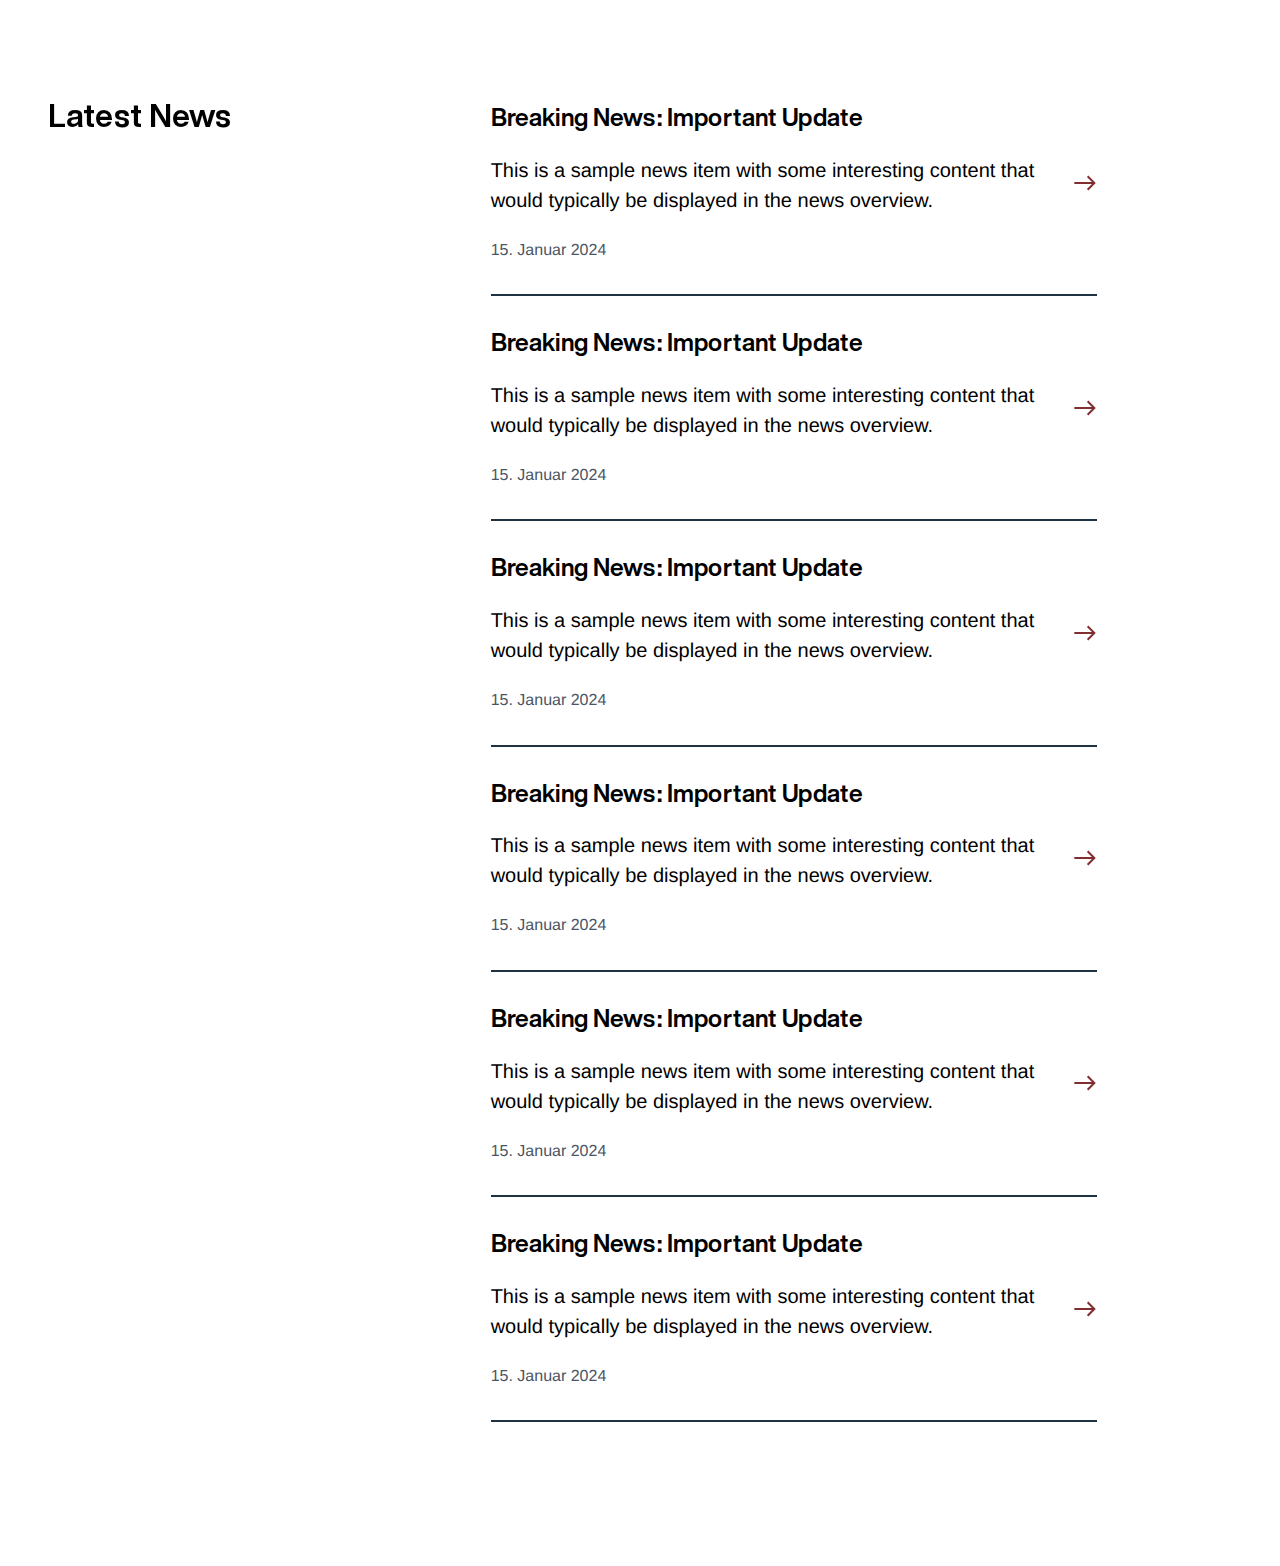 Latest News
Breaking News: Important Update
This is a sample news item with some interesting content that
would typically be displayed in the news overview.
15. Januar 2024
Breaking News: Important Update
This is a sample news item with some interesting content that
would typically be displayed in the news overview.
15. Januar 2024
Breaking News: Important Update
This is a sample news item with some interesting content that
would typically be displayed in the news overview.
15. Januar 2024
Breaking News: Important Update
This is a sample news item with some interesting content that
would typically be displayed in the news overview.
15. Januar 2024
Breaking News: Important Update
This is a sample news item with some interesting content that
would typically be displayed in the news overview.
15. Januar 2024
Breaking News: Important Update
This is a sample news item with some interesting content that
would typically be displayed in the news overview.
15. Januar 2024